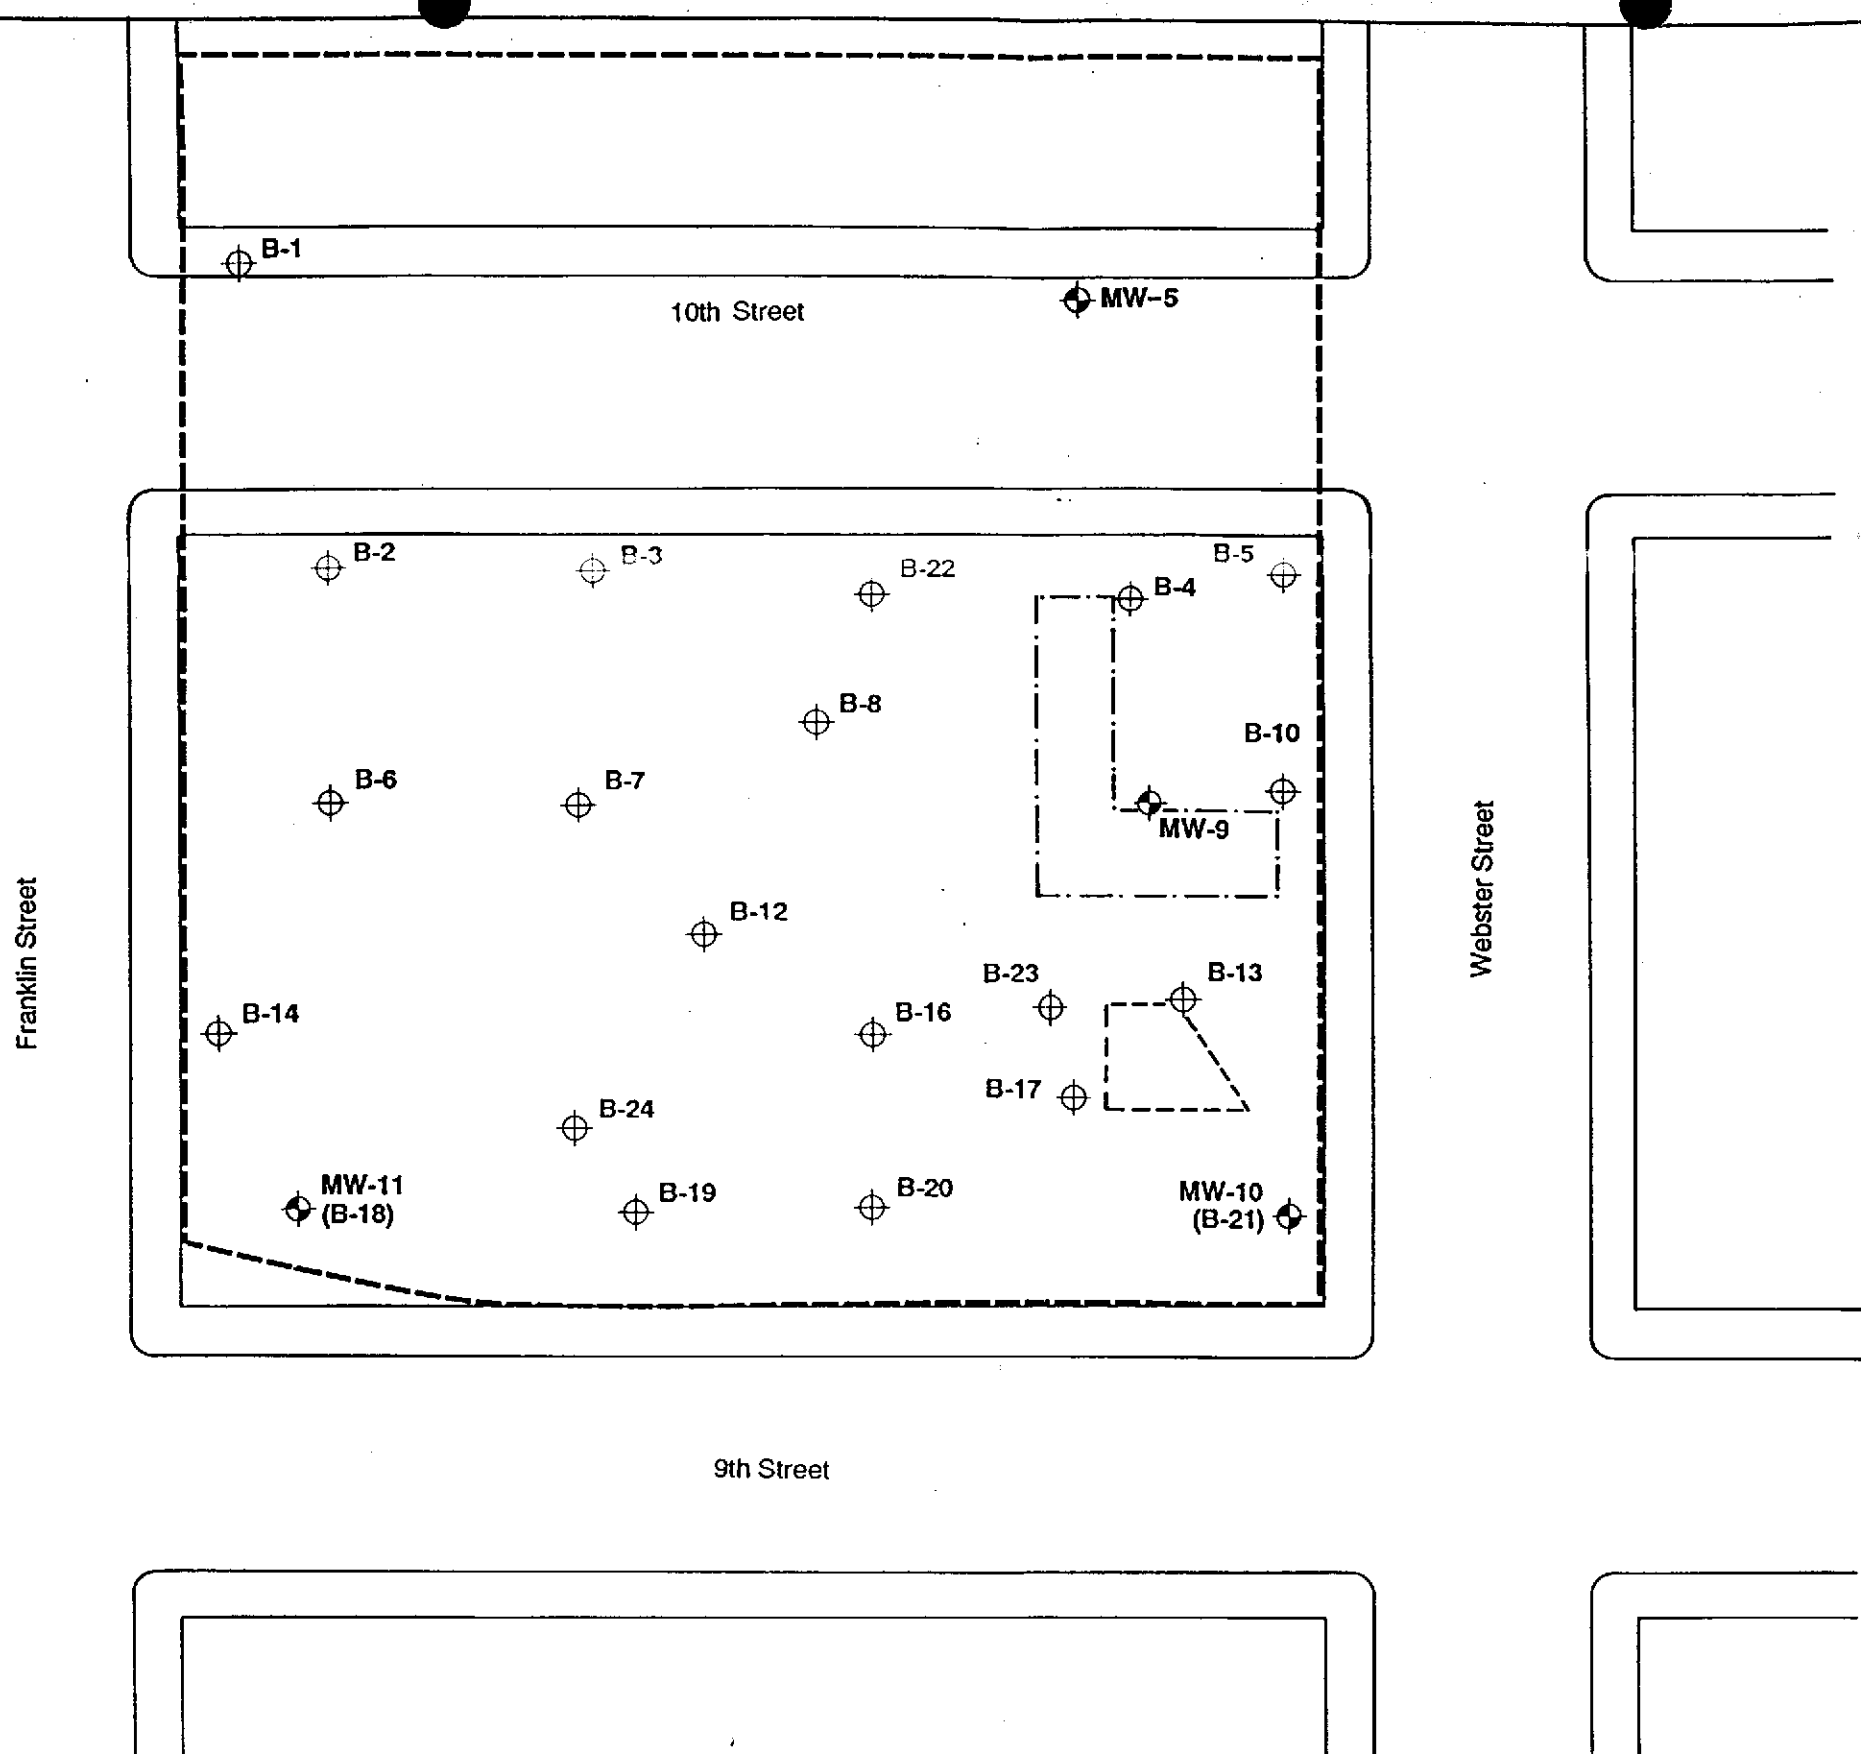 B-1
MW-5
10th Street
B-2
B-3
B-22
B-5
B-4
B-8
B-10
B-6
B-7
MW-9
B-12
B-23
B-13
B-14
B-16
B-17
B-24
MW-11
(B-18)
B-19
B-20
MW-10
(B-21)
Franklin Street
Webster Street
9th Street